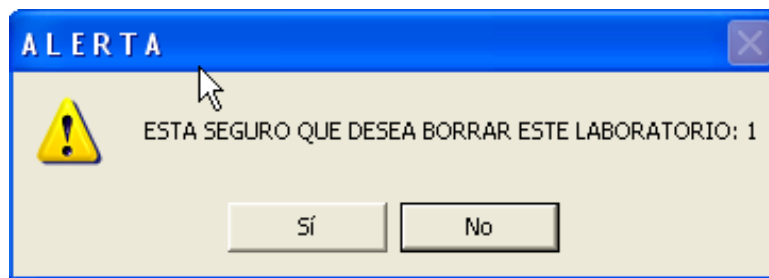 ALERTA
ESTA SEGURO QUE DESEA BORRAR ESTE LABORATORIO: 1
Sí
No